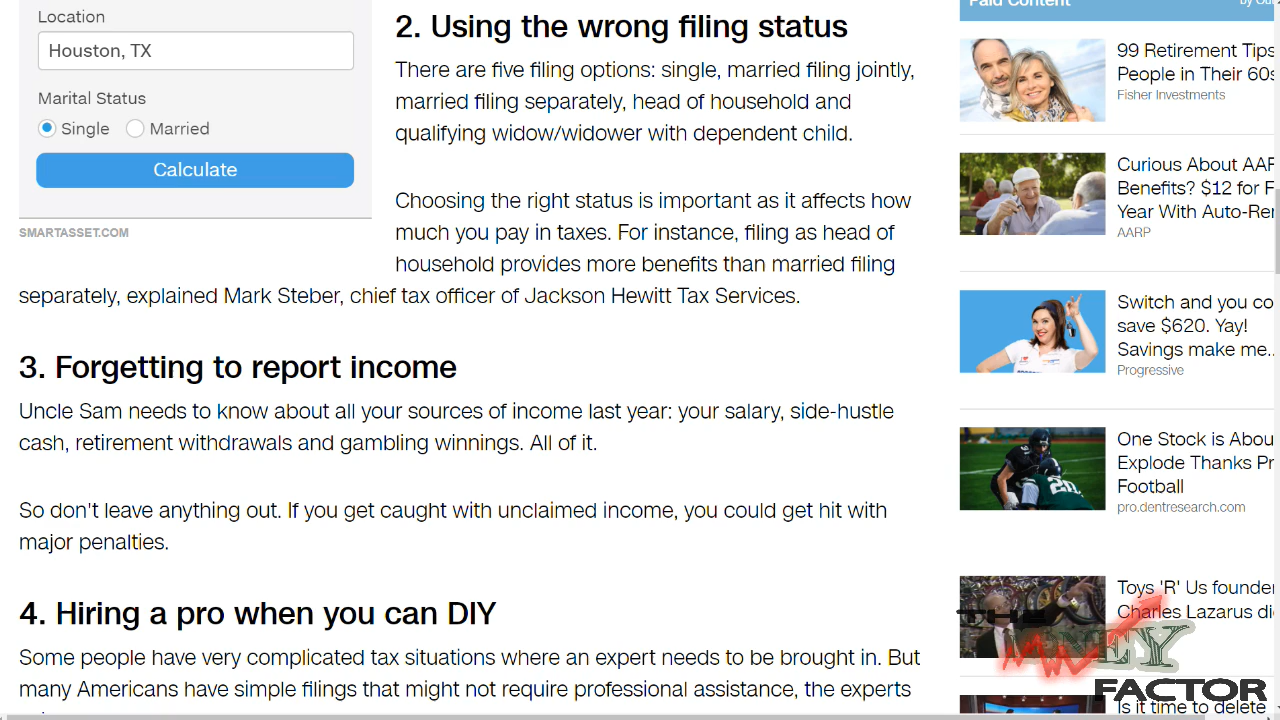 Location
Houston, TX
Marital Status
Single Married
Calculate
SMARTASSET.COM
2. Using the wrong filing status
There are five filing options: single, married filing jointly,
married filing separately, head of household and
qualifying widow/widower with dependent child.
Choosing the right status is important as it affects how
much you pay in taxes. For instance, filing as head of
household provides more benefits than married filing
separately, explained Mark Steber, chief tax officer of Jackson Hewitt Tax Services.
3. Forgetting to report income
Uncle Sam needs to know about all your sources of income last year: your salary, side-hustle
cash, retirement withdrawals and gambling winnings. All of it.
So don't leave anything out. If you get caught with unclaimed income, you could get hit with
major penalties.
4. Hiring a pro when you can DIY
Some people have very complicated tax situations where an expert needs to be brought in. But
many Americans have simple filings that might not require professional assistance, the experts
Paid Content by
99 Retirement Tips
People in Their 60s
Fisher Investments
Curious About
Benefits? $12 for
Year With
AARP
Switch and you
save $620. Yay!
Savings make me..
Progressive
One Stock is
Explode Thanks
Football
pro.dentresearch.com
Toys 'R' Us founder
Charles Lazarus
Is it time to delete
THE
MONEY
FACTOR